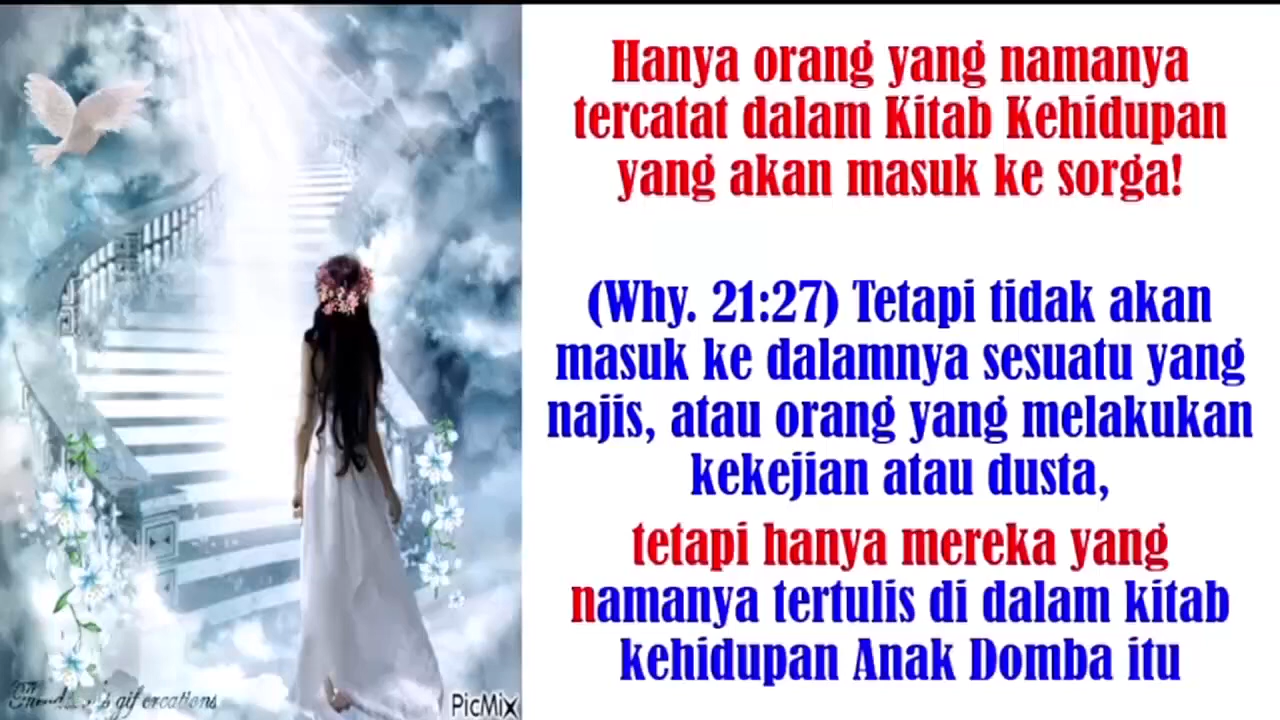 Hanya orang yang namanya
tercatat dalam Kitab Kehidupan
yang akan masuk ke sorga!
(Why. 21:27) Tetapi tidak akan
masuk ke dalamnya sesuatu yang
najis, atau orang yang melakukan
kekejian atau dusta,
tetapi hanya mereka yang
namanya tertulis di dalam kitab
kehidupan Anak Domba itu
gif creations
PicMix